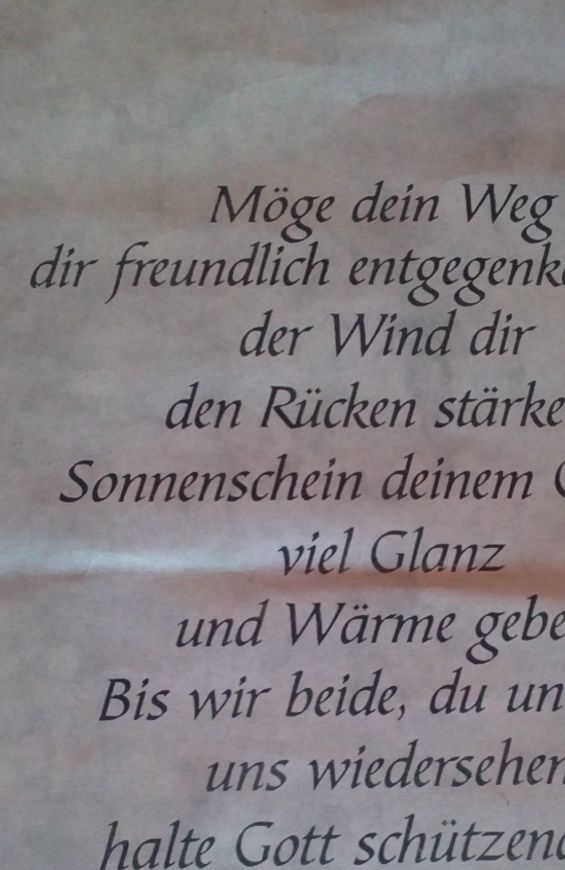 Möge dein Weg
dir freundlich entgegenk
der Wind dir
den Rücken stärke
Sonnenschein deinem
viel Glanz
und Wärme gebe
Bis wir beide, du un
uns wiedersehen
halte Gott schützend